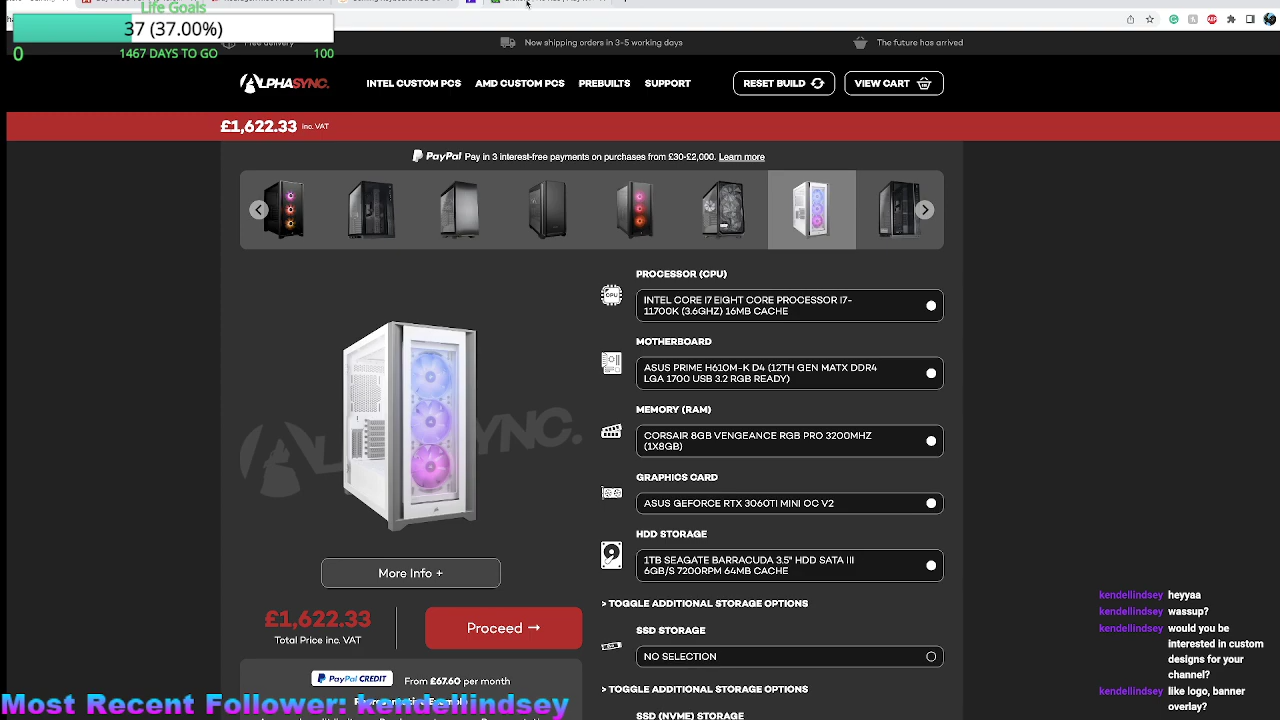 Life Goals
37 (37.00%)
0
1467 DAYS TO GO
100
Free delivery
Now shipping orders in 3-5 working days
The future has arrived
ALPHASYNC.
INTEL CUSTOM PCS
AMD CUSTOM PCS
PREBUILTS
SUPPORT
RESET BUILD
VIEW CART
£1,622.33 Inc. VAT
PayPal Pay in 3 interest-free payments on purchases from £30-£2,000. Learn more
PROCESSOR (CPU)
CPU
INTEL CORE I7 EIGHT CORE PROCESSOR I7-
11700K (3.6GHZ) 16MB CACHE
MOTHERBOARD
ASUS PRIME H610M-K D4 (12TH GEN MATX DDR4
LGA 1700 USB 3.2 RGB READY)
MEMORY (RAM)
CORSAIR 8GB VENGEANCE RGB PRO 3200MHZ
(1X8GB)
GRAPHICS CARD
ASUS GEFORCE RTX 3060TI MINI OC V2
HDD STORAGE
1TB SEAGATE BARRACUDA 3.5" HDD SATA III
6GB/S 7200RPM 64MB CACHE
> TOGGLE ADDITIONAL STORAGE OPTIONS
SSD STORAGE
NO SELECTION
> TOGGLE ADDITIONAL STORAGE OPTIONS
SSD (NVME) STORAGE
More Info +
£1,622.33
Total Price inc. VAT
Proceed →
PayPal CREDIT
From £67.60 per month
kendellindsey heyyaa
kendellindsey wassup?
kendellindsey would you be
interested in custom
designs for your
channel?
kendellindsey like logo, banner
overlay?
Most Recent Follower: kendellindsey